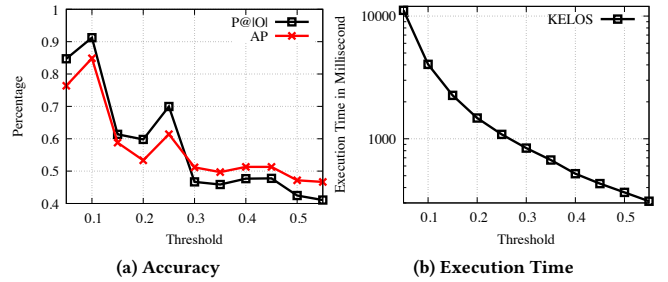 1
0.9
0.8
0.7
0.6
0.5
0.4
Percentage
P@|O|
AP
0.1 0.2 0.3 0.4 0.5
Threshold
(a) Accuracy
10000
1000
Execution Time in Millisecond
KELOS
0.1 0.2 0.3 0.4 0.5
Threshold
(b) Execution Time